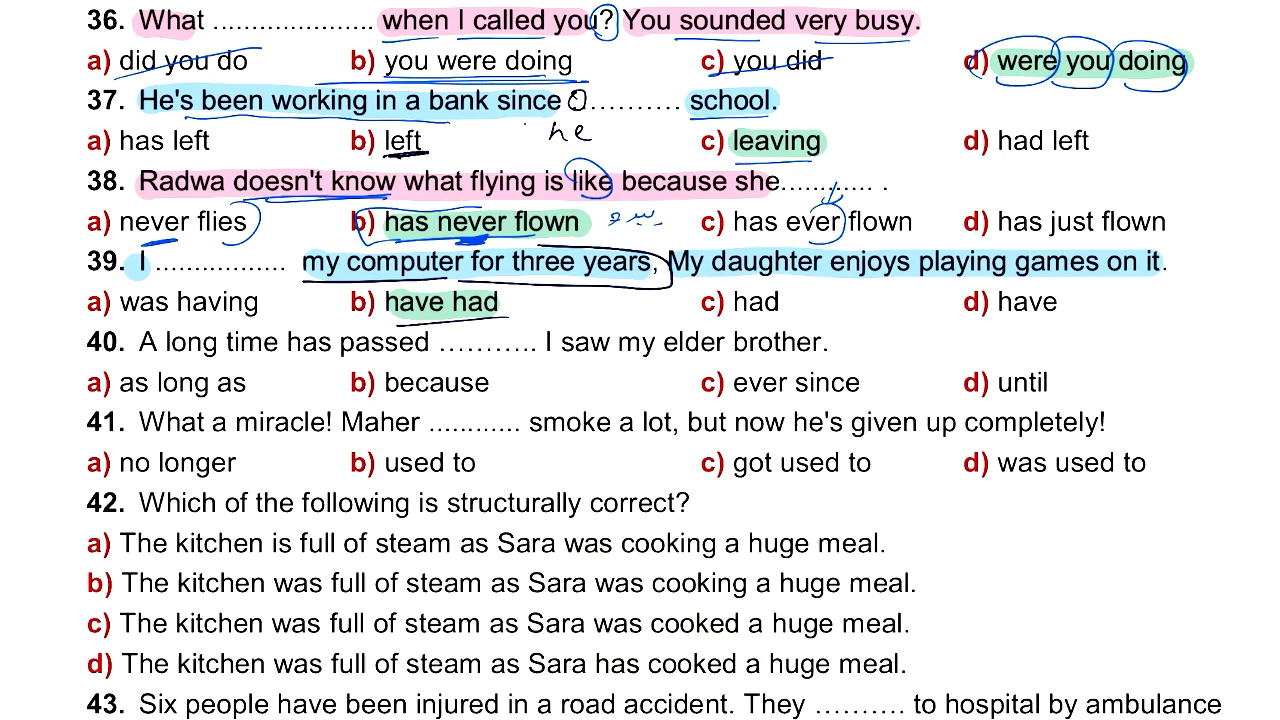 36. What ..................... when I called you? You sounded very busy.
a) did you do b) you were doing c) you did d) were you doing
37. He's been working in a bank since .......... school.
he
a) has left b) left c) leaving d) had left
38. Radwa doesn't know what flying is like because she............ .
a) never flies b) has never flown c) has ever flown d) has just flown
39. I ................. my computer for three years, My daughter enjoys playing games on it.
a) was having b) have had c) had d) have
40. A long time has passed ……….. I saw my elder brother.
a) as long as b) because c) ever since d) until
41. What a miracle! Maher ............ smoke a lot, but now he's given up completely!
a) no longer b) used to c) got used to d) was used to
42. Which of the following is structurally correct?
a) The kitchen is full of steam as Sara was cooking a huge meal.
b) The kitchen was full of steam as Sara was cooking a huge meal.
c) The kitchen was full of steam as Sara was cooked a huge meal.
d) The kitchen was full of steam as Sara has cooked a huge meal.
43. Six people have been injured in a road accident. They ………. to hospital by ambulance